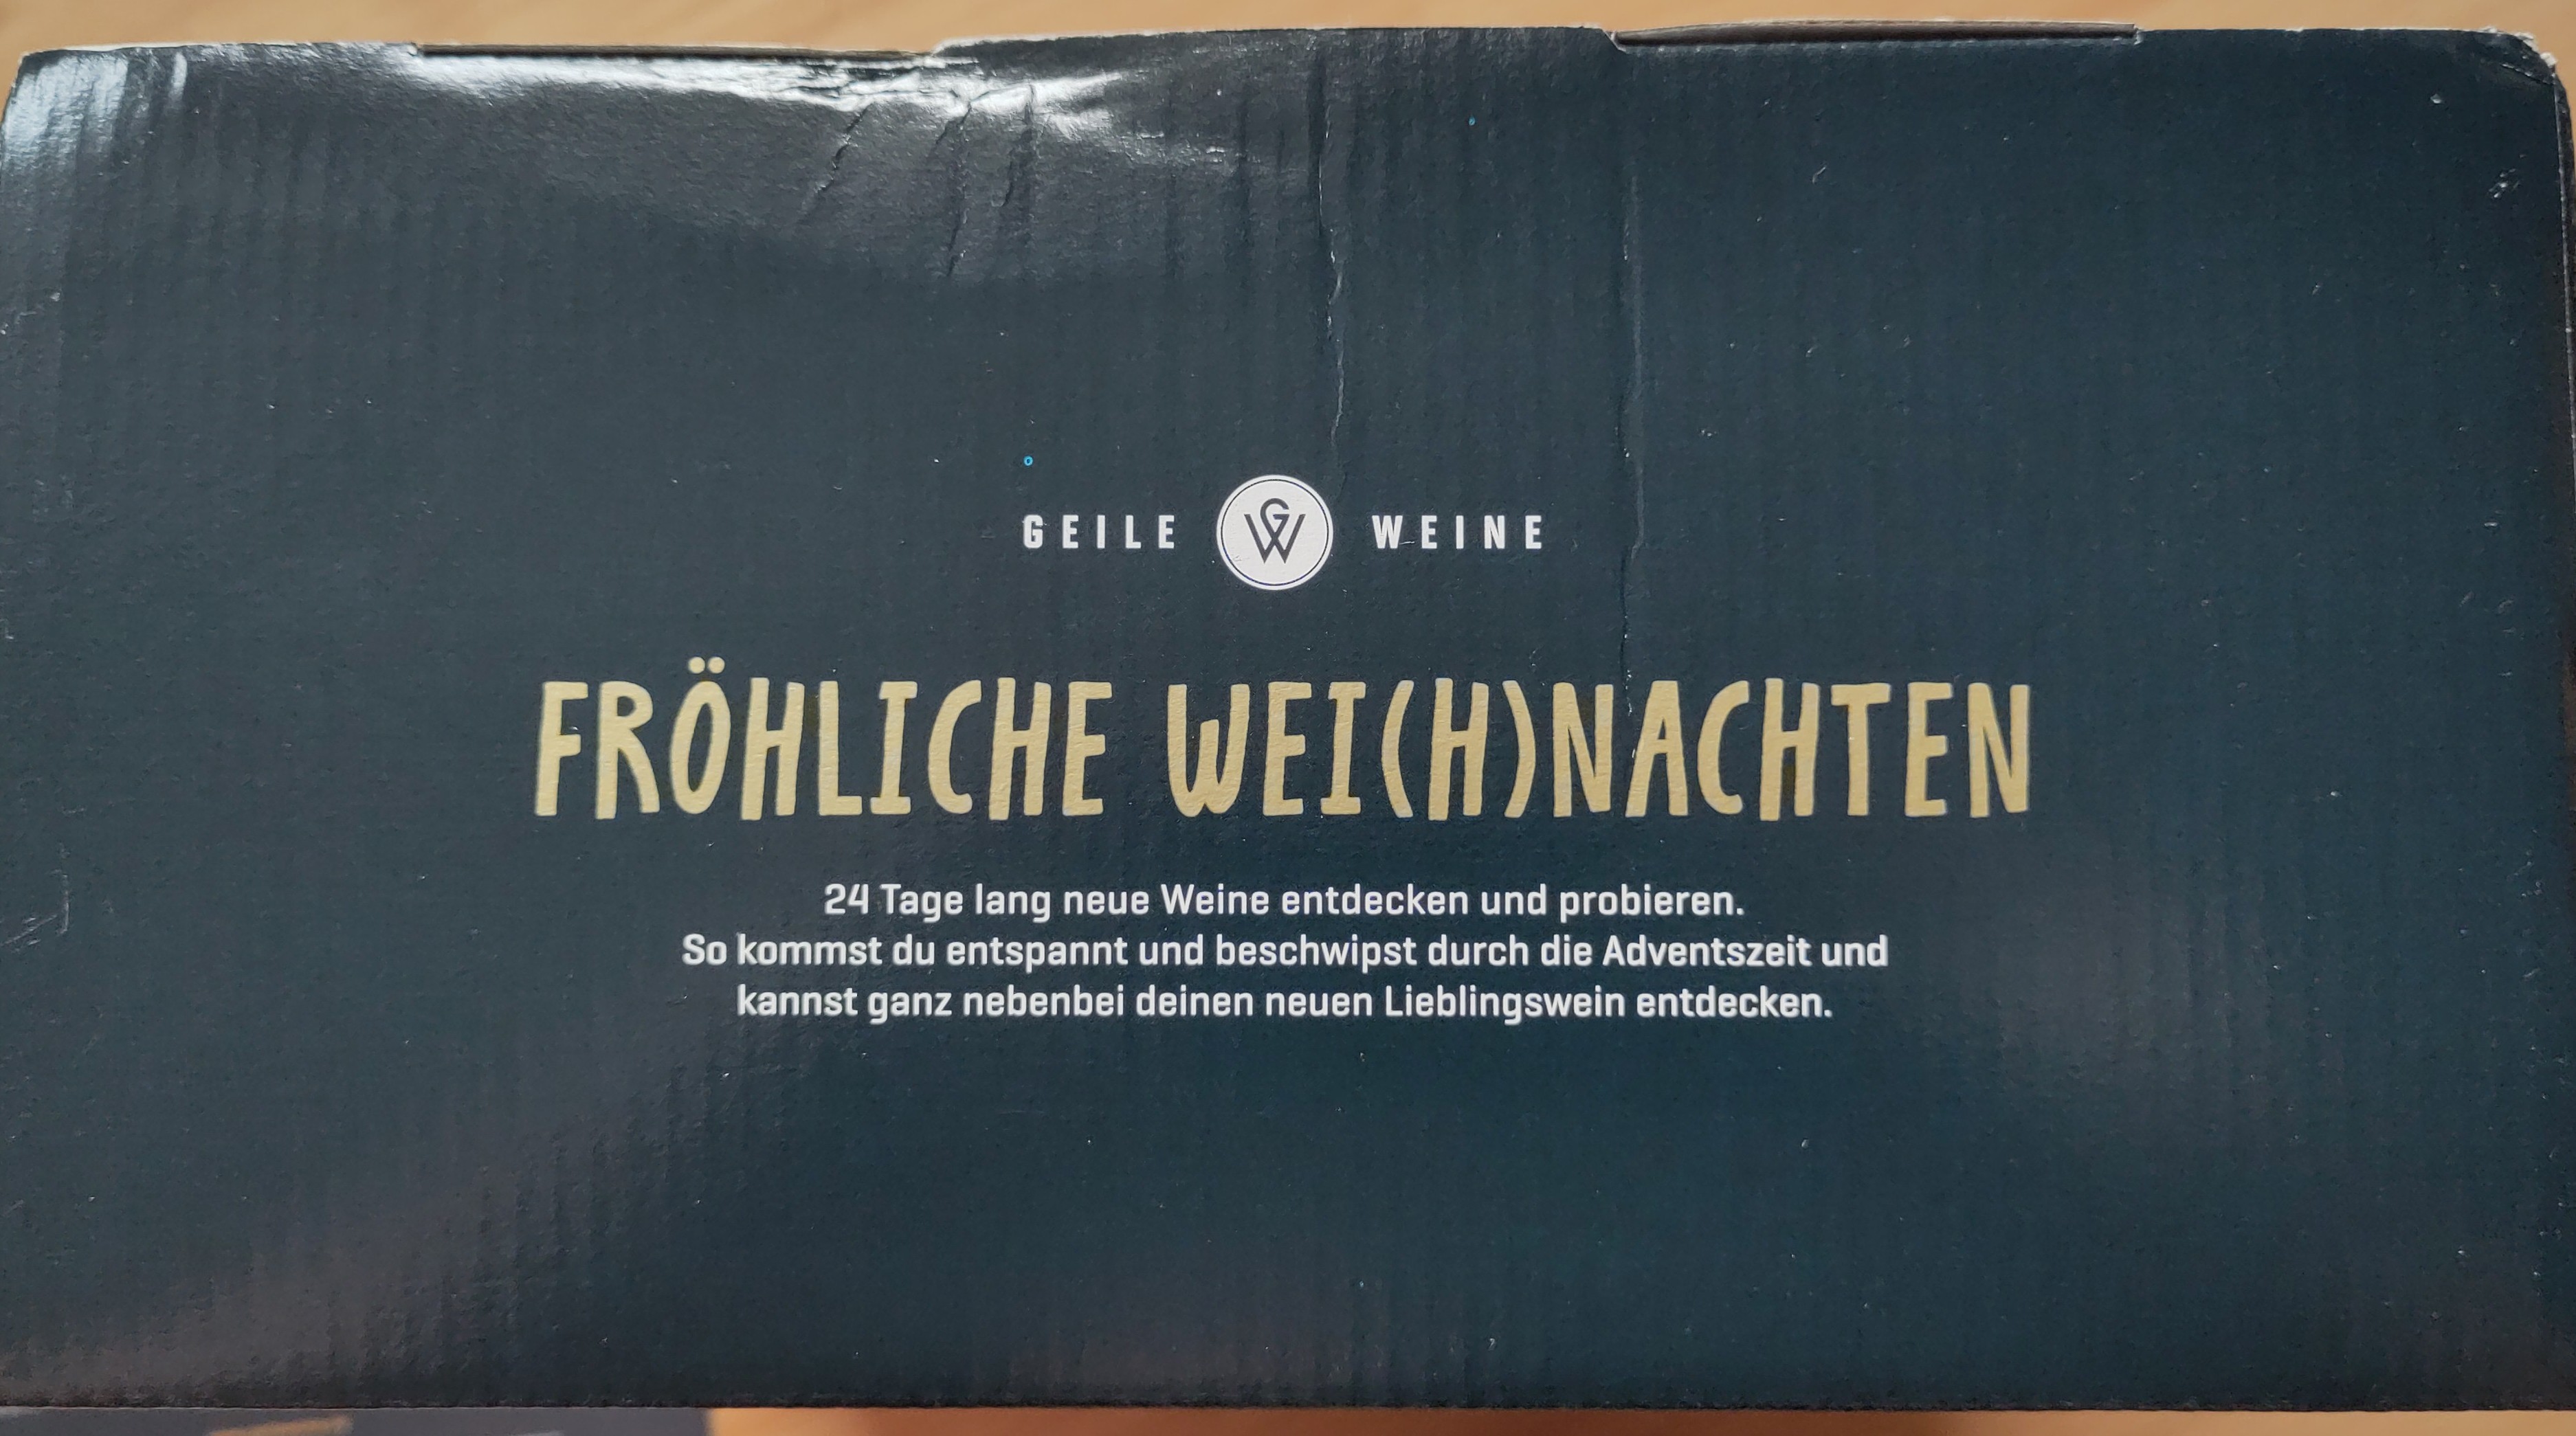 GEILE GW WEINE
FRÖHLICHE WEI(H)NACHTEN
24 Tage lang neue Weine entdecken und probieren.
So kommst du entspannt und beschwipst durch die Adventszeit und
kannst ganz nebenbei deinen neuen Lieblingswein entdecken.